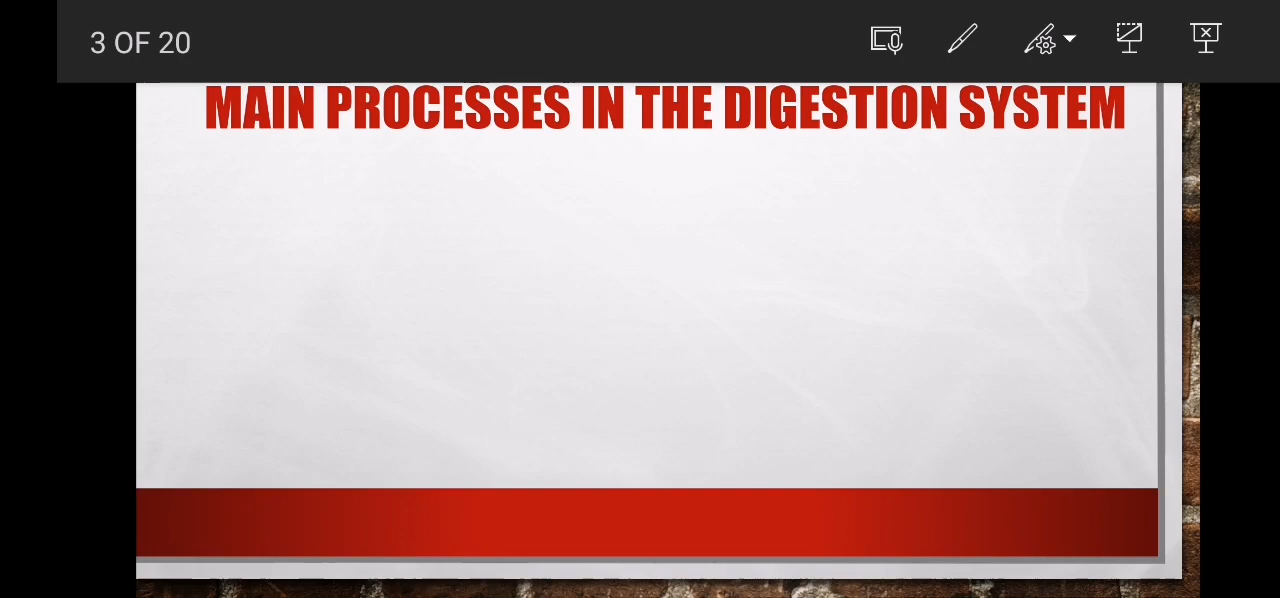 3 OF 20
MAIN PROCESSES IN THE DIGESTION SYSTEM